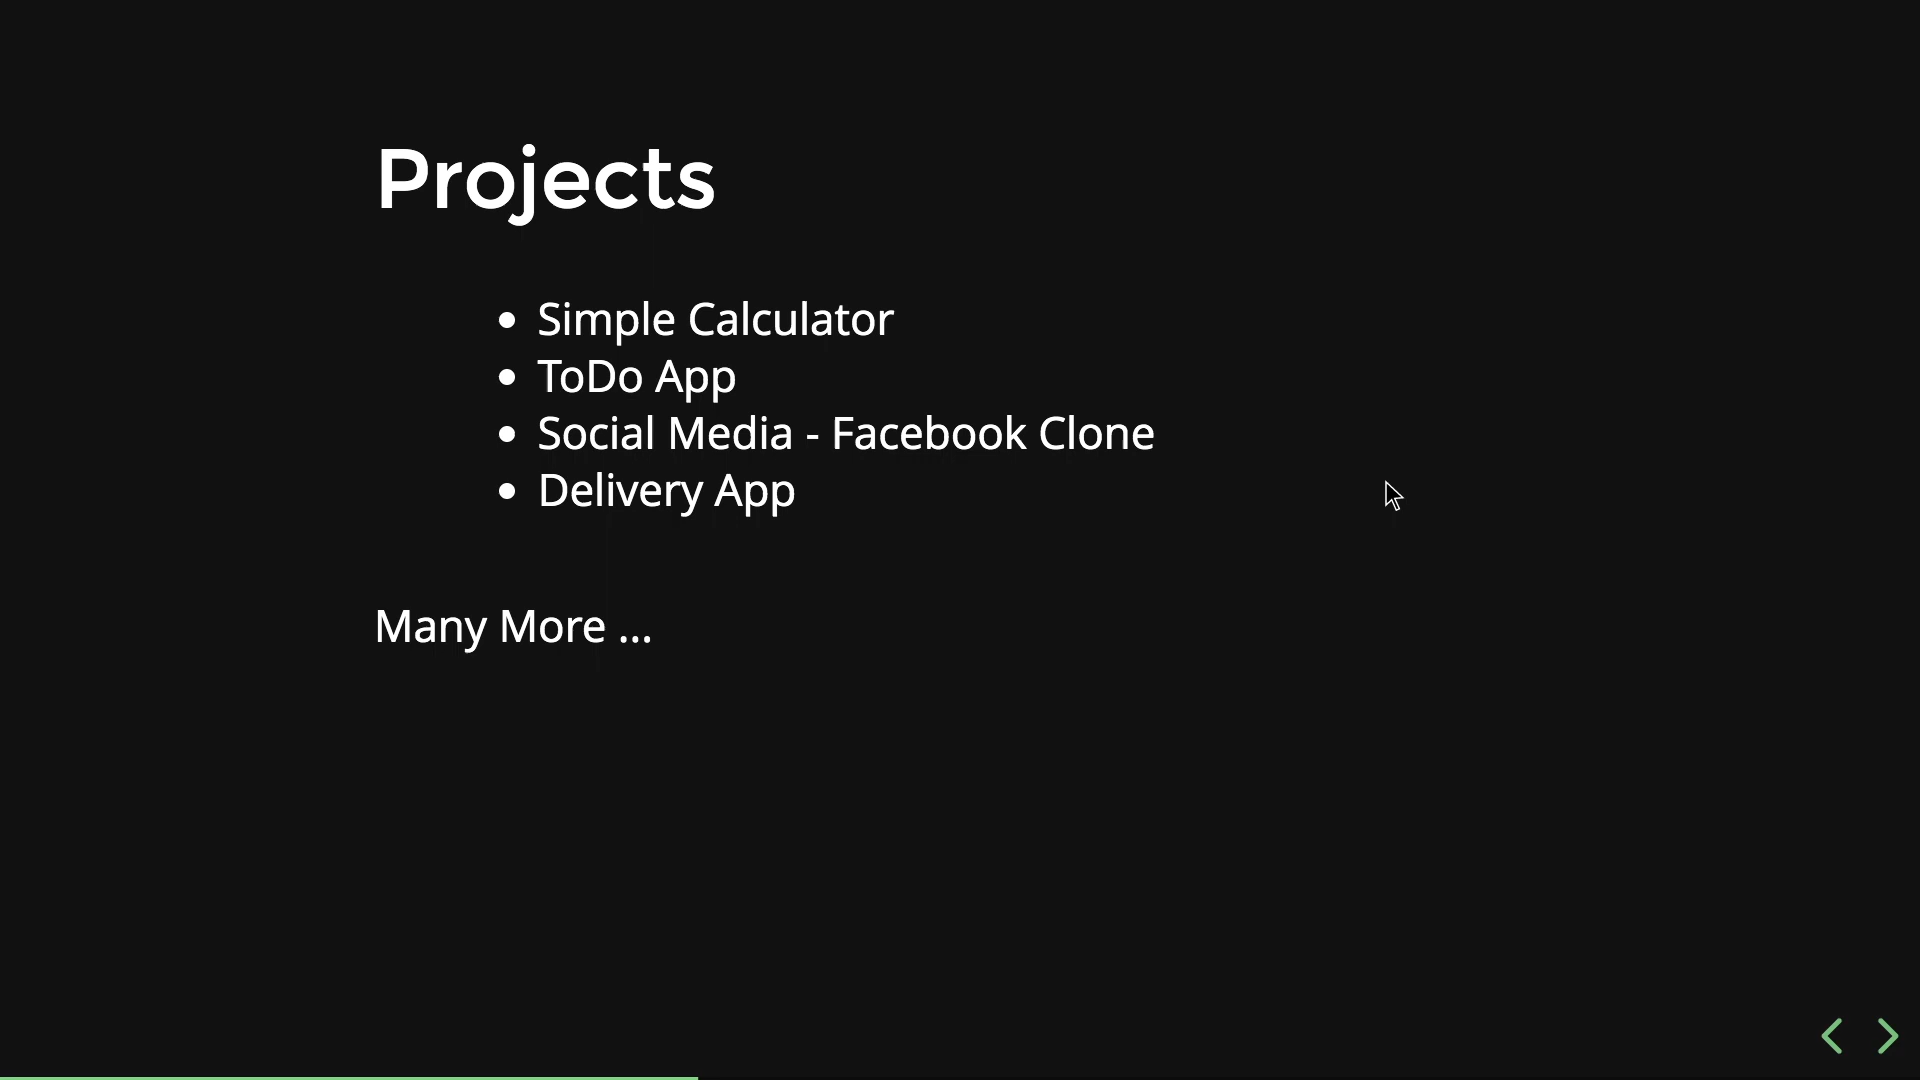 Projects
• Simple Calculator
• ToDo App
• Social Media - Facebook Clone
• Delivery App
Many More ...